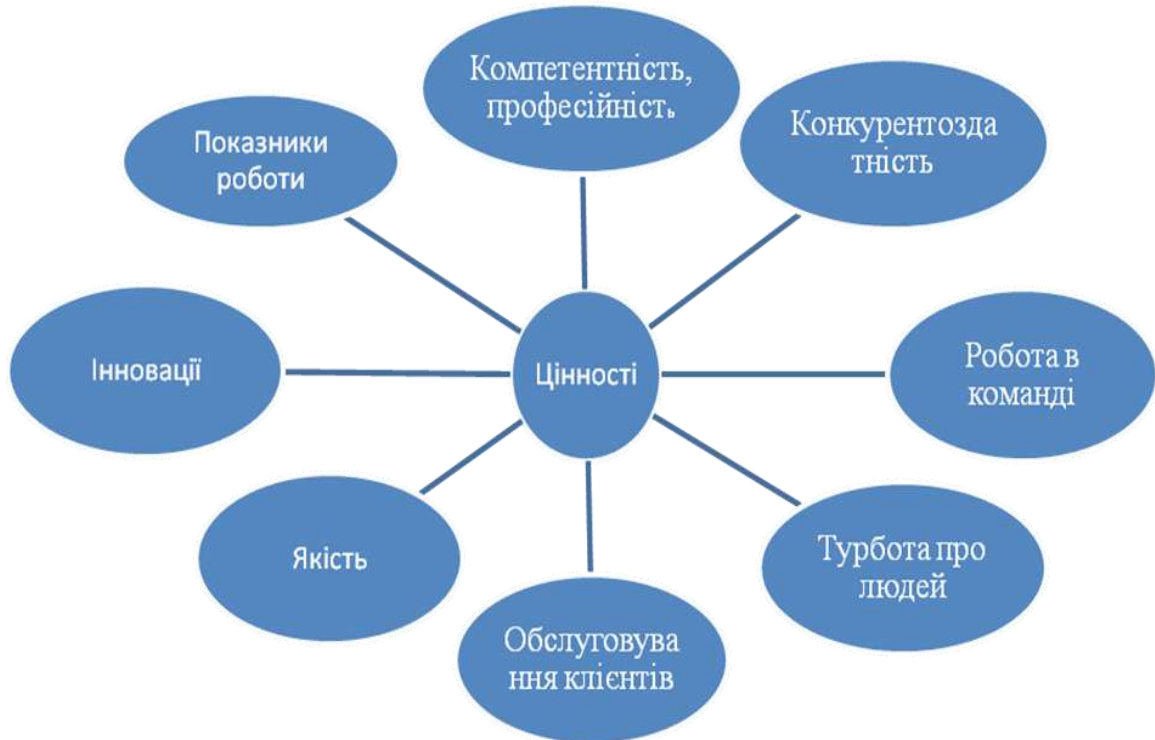 Компетентність,
професійність
Конкурентозда
тність
Показники
роботи
Інновації
Цінності
Робота в
команді
Якість
Турбота про
людей
Обслуговува
ння клієнтів